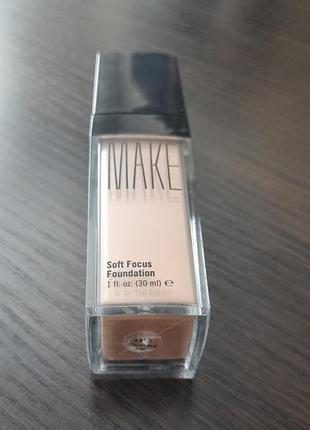 MAKE
Soft Focus
Foundation
1 fl. oz. (30 ml) e